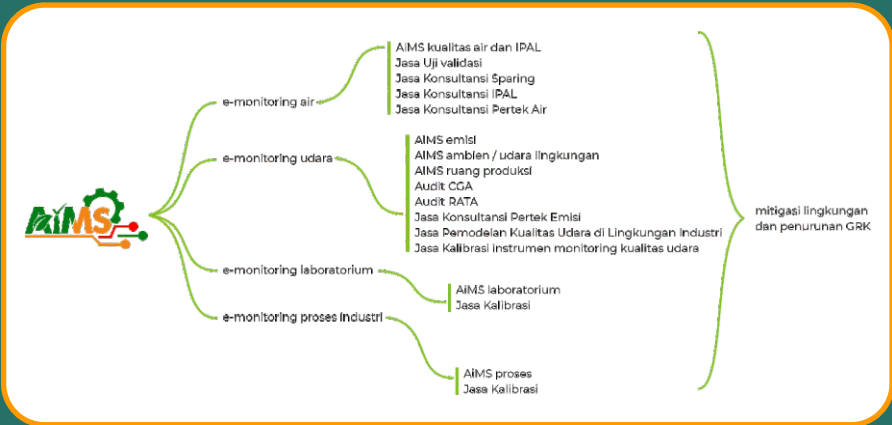 AiMS
e-monitoring air
AiMS kualitas air dan IPAL
Jasa Uji validasi
Jasa Konsultansi Sparing
Jasa Konsultansi IPAL
Jasa Konsultansi Pertek Air
e-monitoring udara
AiMS emisi
AiMS ambien / udara lingkungan
AiMS ruang produksi
Audit CGA
Audit RATA
Jasa Konsultansi Pertek Emisi
Jasa Pemodelan Kualitas Udara di Lingkungan Industri
Jasa Kalibrasi instrumen monitoring kualitas udara
e-monitoring laboratorium
AiMS laboratorium
Jasa Kalibrasi
e-monitoring proses industri
AiMS proses
Jasa Kalibrasi
mitigasi lingkungan
dan penurunan GRK